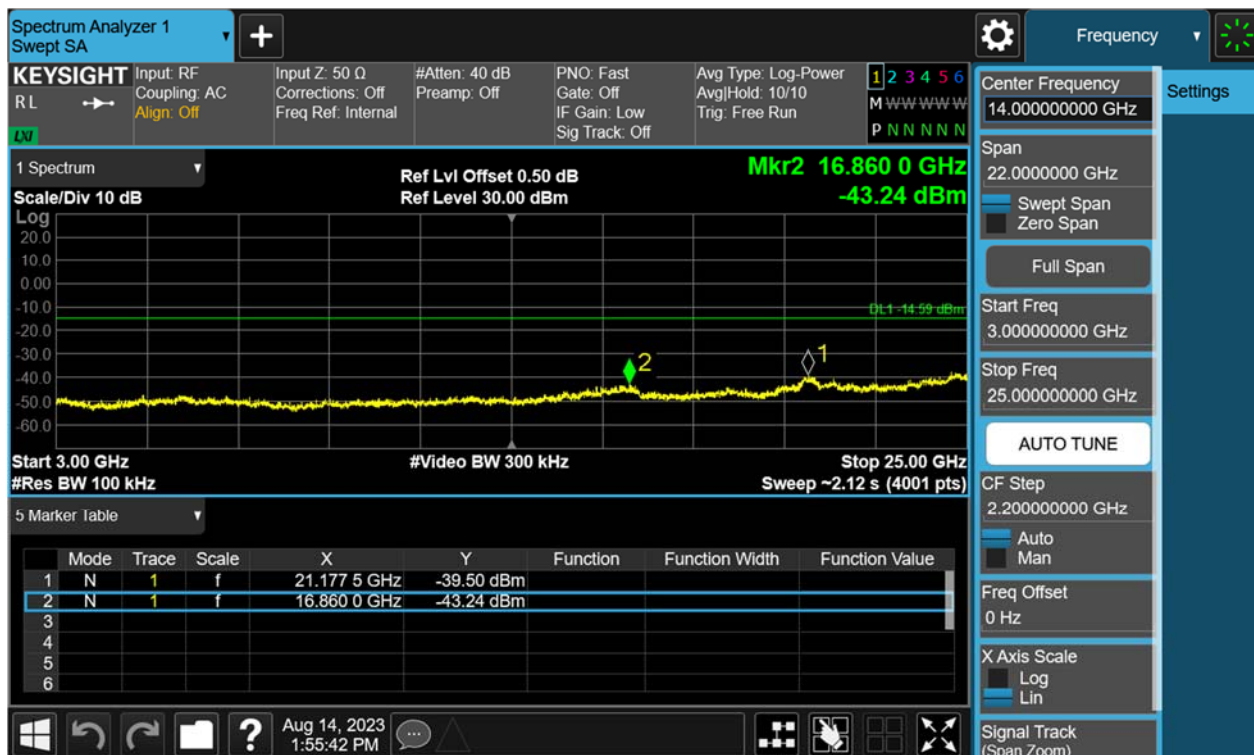 Spectrum Analyzer 1
Swept SA
+
Frequency
KEYSIGHT
R L
LXI
Input: RF
Coupling: AC
Align: Off
Input Z: 50 Ω
Corrections: Off
Freq Ref: Internal
#Atten: 40 dB
Preamp: Off
PNO: Fast
Gate: Off
IF Gain: Low
Sig Track: Off
Avg Type: Log-Power
Avg|Hold: 10/10
Trig: Free Run
1 2 3 4 5 6
M W W W W W
P N N N N N
1 Spectrum
Scale/Div 10 dB
Ref Lvl Offset 0.50 dB
Ref Level 30.00 dBm
Mkr2 16.860 0 GHz
-43.24 dBm
Log
20.0
10.0
0.00
-10.0
-20.0
-30.0
-40.0
-50.0
-60.0
DL1 -14.59 dBm
2
1
Start 3.00 GHz
#Res BW 100 kHz
#Video BW 300 kHz
Stop 25.00 GHz
Sweep ~2.12 s (4001 pts)
5 Marker Table
Mode Trace Scale X Y Function Function Width Function Value
1 N 1 f 21.177 5 GHz -39.50 dBm
2 N 1 f 16.860 0 GHz -43.24 dBm
3
4
5
6
?
Aug 14, 2023
1:55:42 PM
Center Frequency
14.000000000 GHz
Settings
Span
22.0000000 GHz
Swept Span
Zero Span
Full Span
Start Freq
3.000000000 GHz
Stop Freq
25.000000000 GHz
AUTO TUNE
CF Step
2.200000000 GHz
Auto
Man
Freq Offset
0 Hz
X Axis Scale
Log
Lin
Signal Track
(Span Zoom)